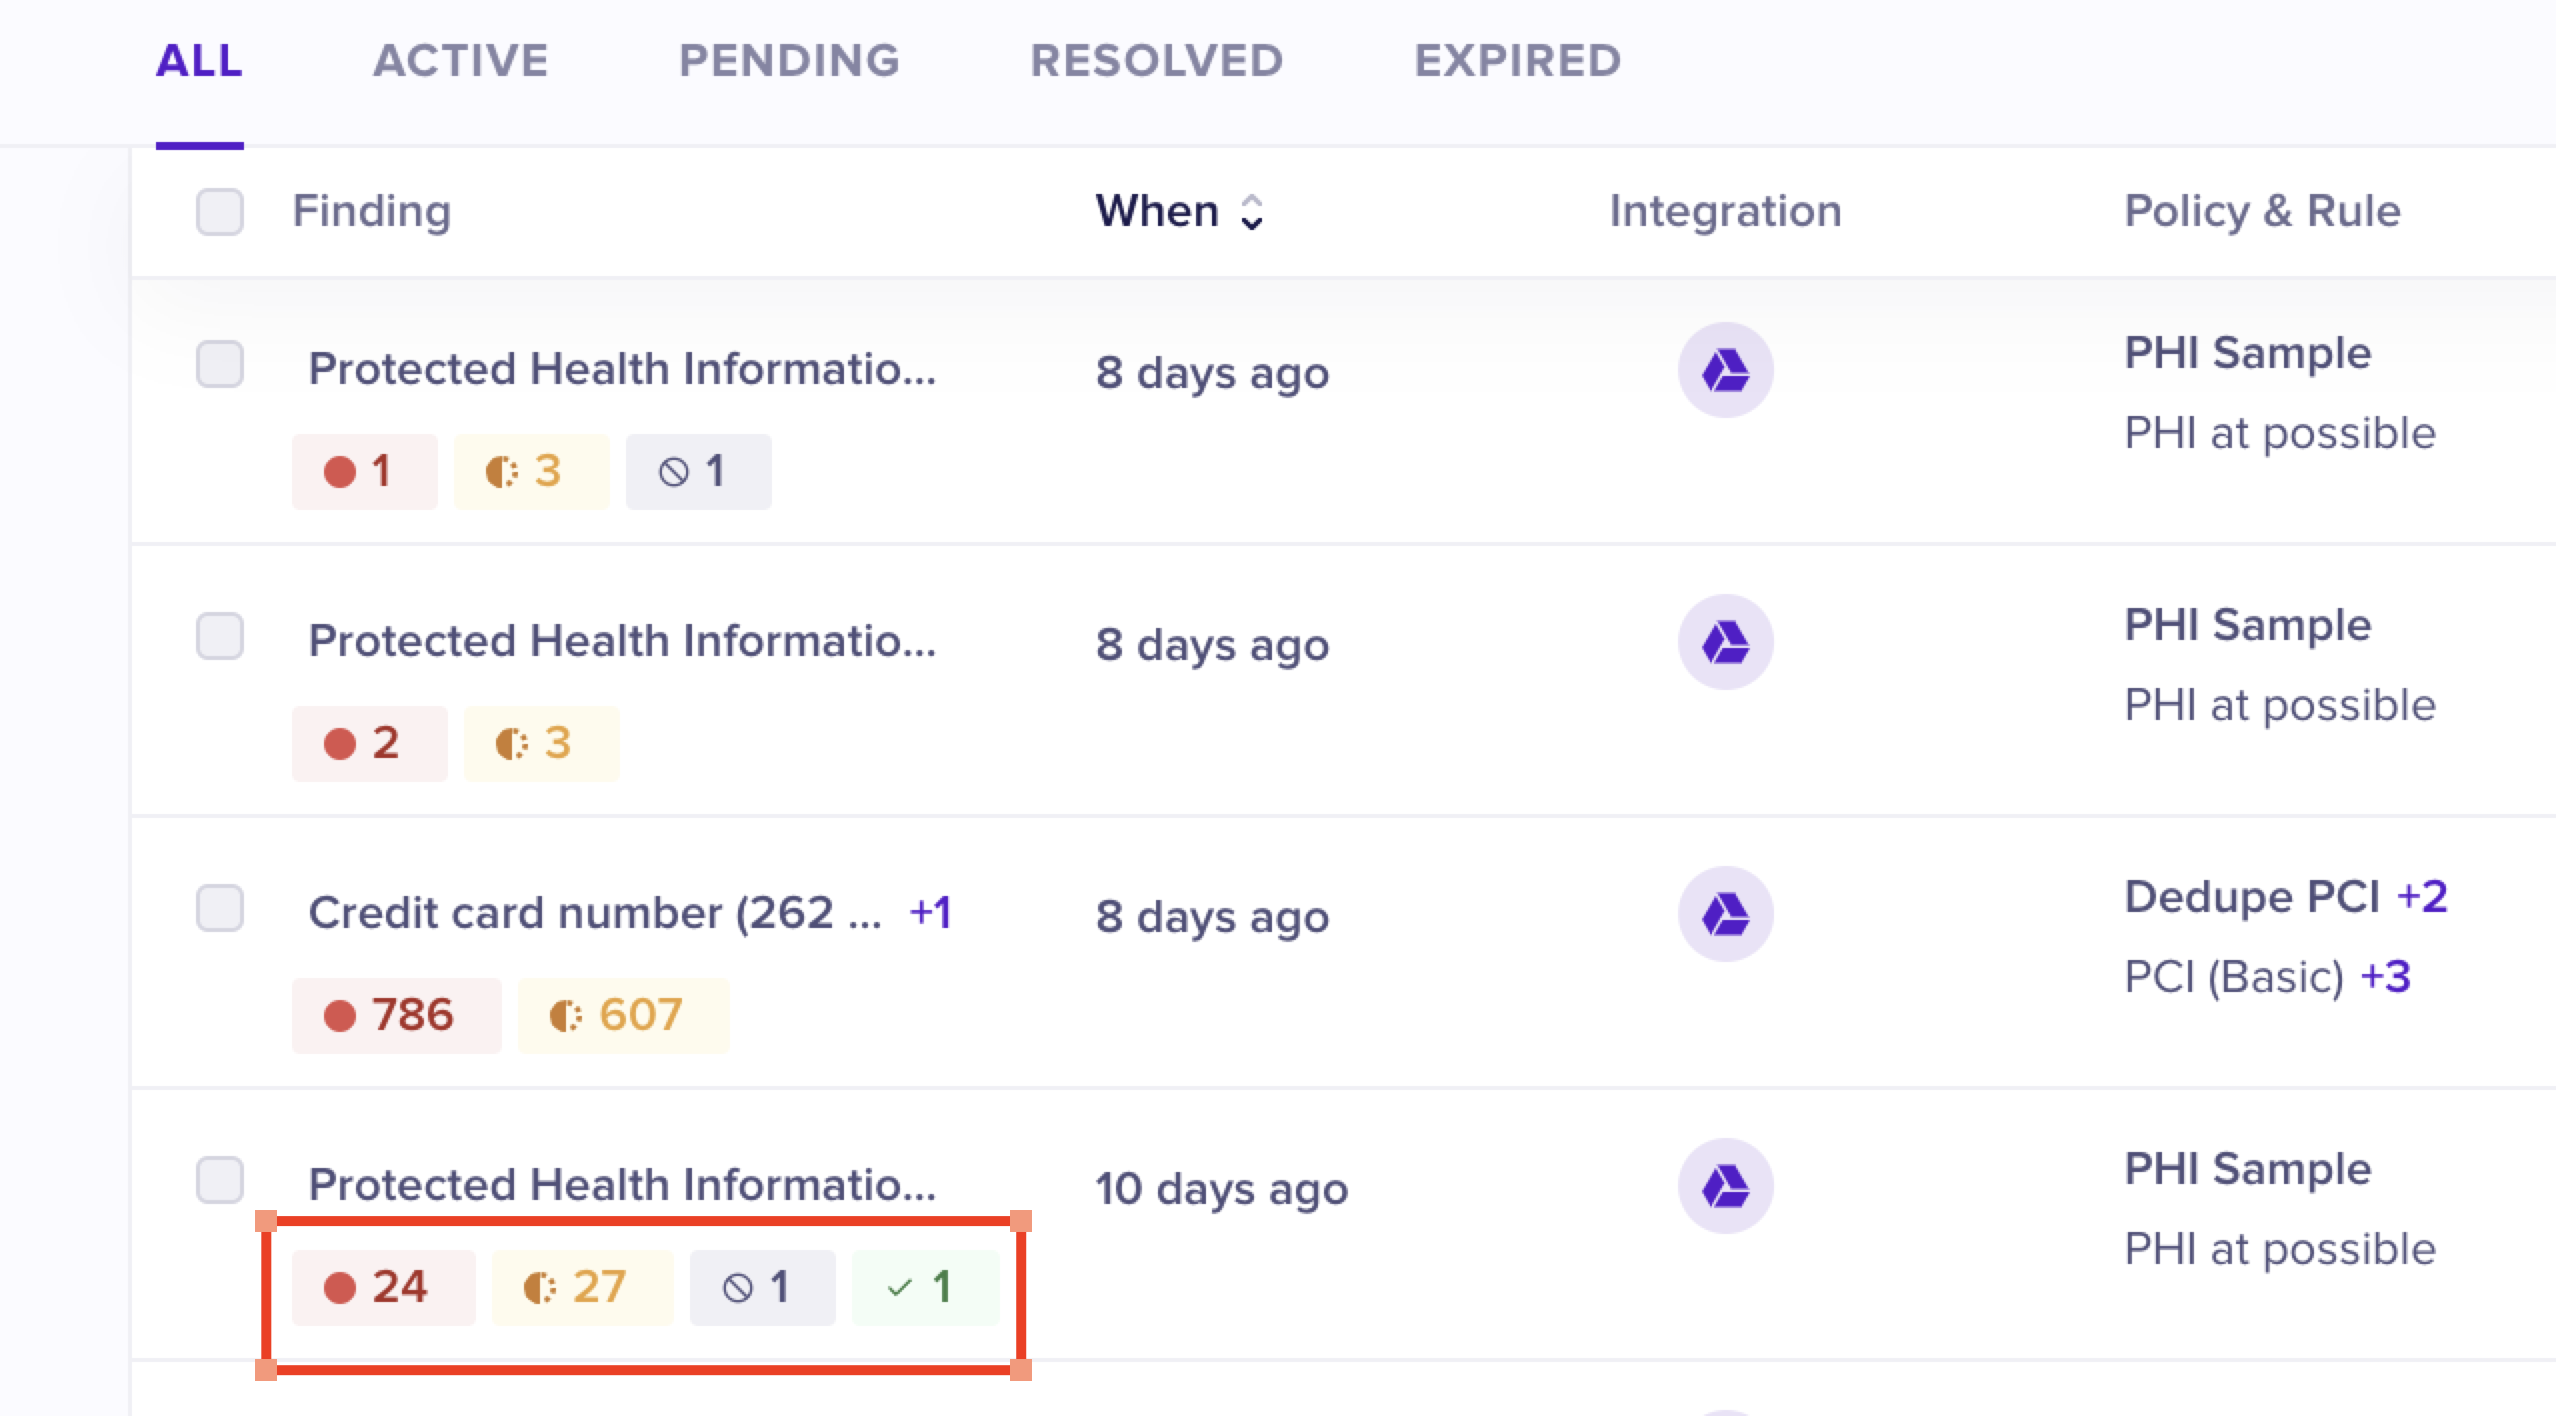 ALL ACTIVE PENDING RESOLVED EXPIRED
Finding When Integration Policy & Rule
Protected Health Informatio... 8 days ago PHI Sample
PHI at possible
1 3 1
Protected Health Informatio... 8 days ago PHI Sample
PHI at possible
2 3
Credit card number (262 ... +1 8 days ago Dedupe PCI +2
PCI (Basic) +3
786 607
Protected Health Informatio... 10 days ago PHI Sample
PHI at possible
24 27 1 1